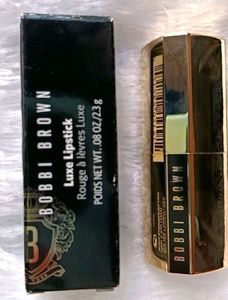 BOBBI BROWN
Luxe Lipstick
Rouge à lèvres Luxe
POIDS NET WT. .08 OZ/2.3 g
BOBBI BROWN